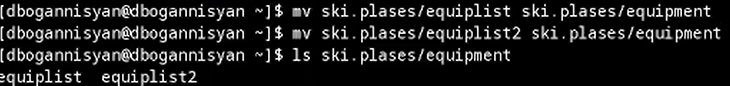 [dbogannisyan@dbogannisyan ~]$ mv ski.plases/equiplist ski.plases/equipment
[dbogannisyan@dbogannisyan ~]$ mv ski.plases/equiplist2 ski.plases/equipment
[dbogannisyan@dbogannisyan ~]$ ls ski.plases/equipment
equiplist  equiplist2